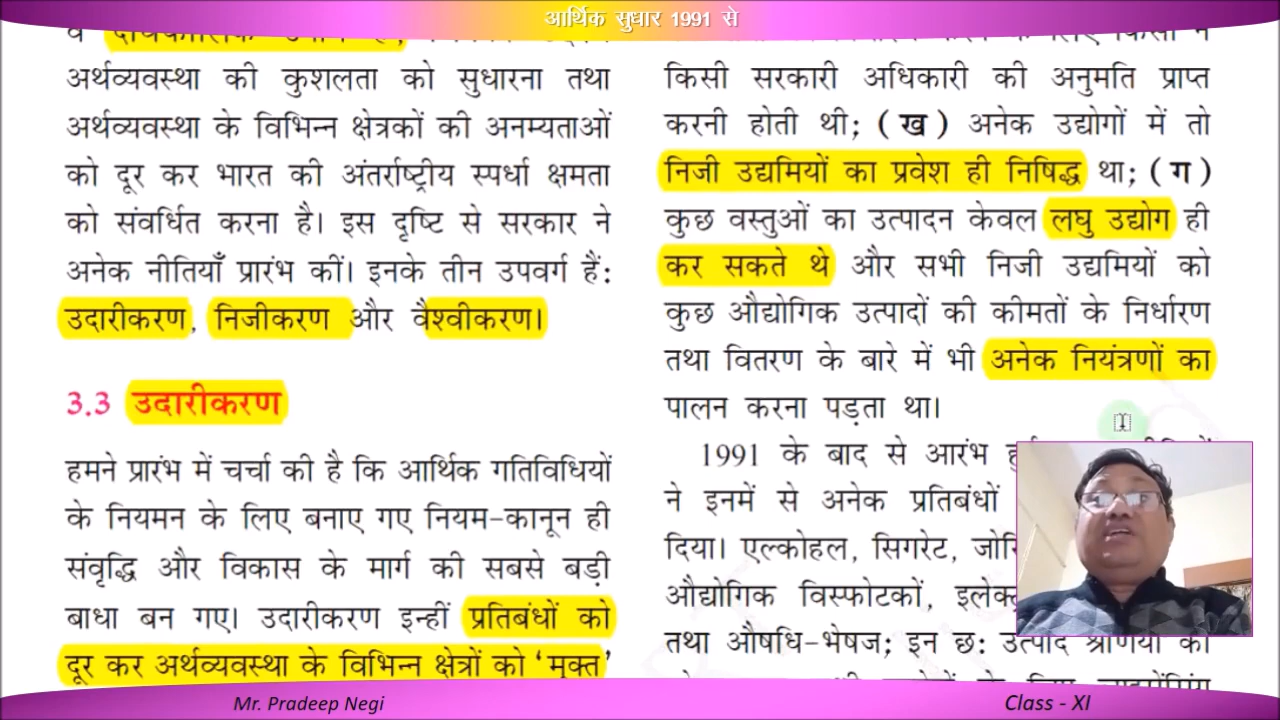 आर्थिक सुधार 1991 से
अर्थव्यवस्था की कुशलता को सुधारना तथा
अर्थव्यवस्था के विभिन्न क्षेत्रकों की अनम्यताओं
को दूर कर भारत की अंतर्राष्ट्रीय स्पर्धा क्षमता
को संवर्धित करना है। इस दृष्टि से सरकार ने
अनेक नीतियाँ प्रारंभ कीं। इनके तीन उपवर्ग हैं:
उदारीकरण, निजीकरण और वैश्वीकरण।
3.3 उदारीकरण
हमने प्रारंभ में चर्चा की है कि आर्थिक गतिविधियों
के नियमन के लिए बनाए गए नियम-कानून ही
संवृद्धि और विकास के मार्ग की सबसे बड़ी
बाधा बन गए। उदारीकरण इन्हीं प्रतिबंधों को
दूर कर अर्थव्यवस्था के विभिन्न क्षेत्रों को ‘मुक्त’
किसी सरकारी अधिकारी की अनुमति प्राप्त
करनी होती थी; (ख) अनेक उद्योगों में तो
निजी उद्यमियों का प्रवेश ही निषिद्ध था; (ग)
कुछ वस्तुओं का उत्पादन केवल लघु उद्योग ही
कर सकते थे और सभी निजी उद्यमियों को
कुछ औद्योगिक उत्पादों की कीमतों के निर्धारण
तथा वितरण के बारे में भी अनेक नियंत्रणों का
पालन करना पड़ता था।
1991 के बाद से आरंभ
ने इनमें से अनेक प्रतिबंधों
दिया। एल्कोहल, सिगरेट,
औद्योगिक विस्फोटकों,
तथा औषधि-भेषज; इन छ: उत्पाद श्रेणियों को
Mr. Pradeep Negi
Class - XI